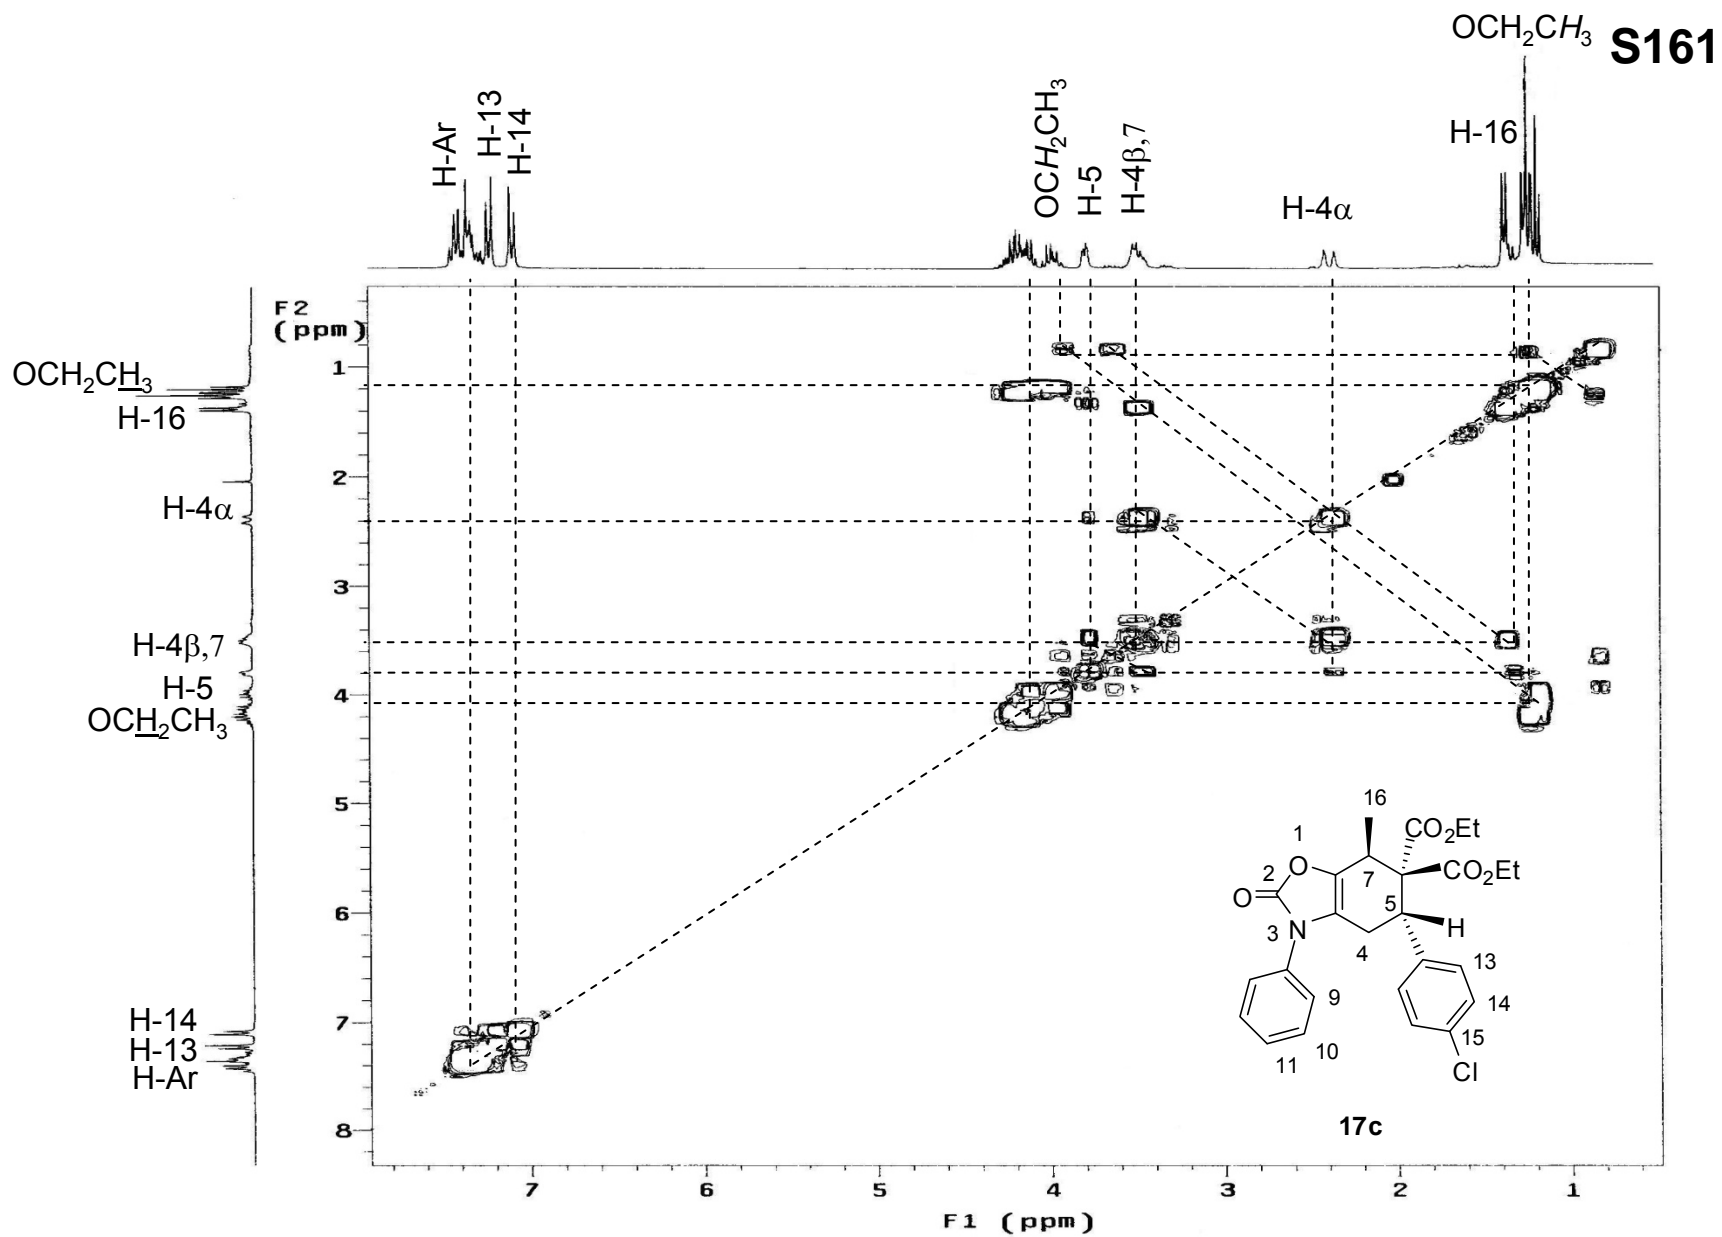 OCH₂CH₃ S161
H-Ar
H-13
H-14
OCH₂CH₃
H-5
H-4β,7
H-4α
H-16
F2
(ppm)
OCH₂CH₃
H-16
H-4α
H-4β,7
H-5
OCH₂CH₃
H-14
H-13
H-Ar
1
2
3
4
5
6
7
8
16
1
O
CO₂Et
2
7
CO₂Et
O
5
H
3
N
4
13
9
14
10
15
11
Cl
17c
7 6 5 4 3 2 1
F1 (ppm)